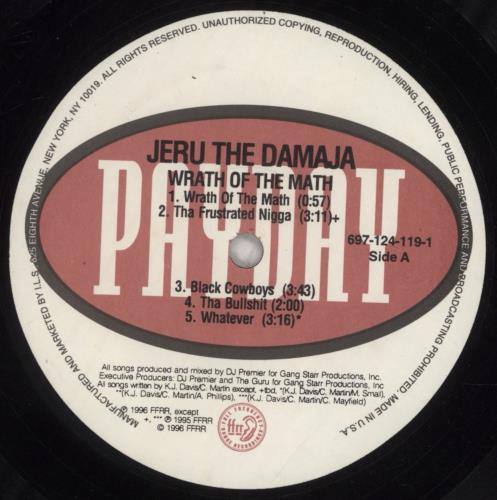 UNAUTHORIZED COPYING, REPRODUCTION, HIRING, LENDING, PUBLIC PERFORMANCE AND BROADCASTING PROHIBITED. MADE IN U.S.A.
MANUFACTURED AND MARKETED BY I.L.S., 825 EIGHTH AVENUE, NEW YORK, NY 10019. ALL RIGHTS RESERVED.
PAYDAY
JERU THE DAMAJA
WRATH OF THE MATH
1. Wrath Of The Math (0:57)
2. Tha Frustrated Nigga (3:11)+
697-124-119-1
Side A
3. Black Cowboys (3:43)
4. Tha Bullshit (2:00)
5. Whatever (3:16)*
All songs produced and mixed by DJ Premier for Gang Starr Productions, Inc.
Executive Producers: DJ Premier and The Guru for Gang Starr Productions, Inc
All songs written by K.J. Davis/C. Martin except, +tbd, *(K.J. Davis/C. Martin/M. Small),
**(K.J. Davis/C. Martin/A. Phillips), ***(K.J. Davis/C. Martin/C. Mayfield)
℗ 1996 FFRR, except
+, *** ℗ 1995 FFRR
© 1996 FFRR
FULL FREQUENCY
ffrr